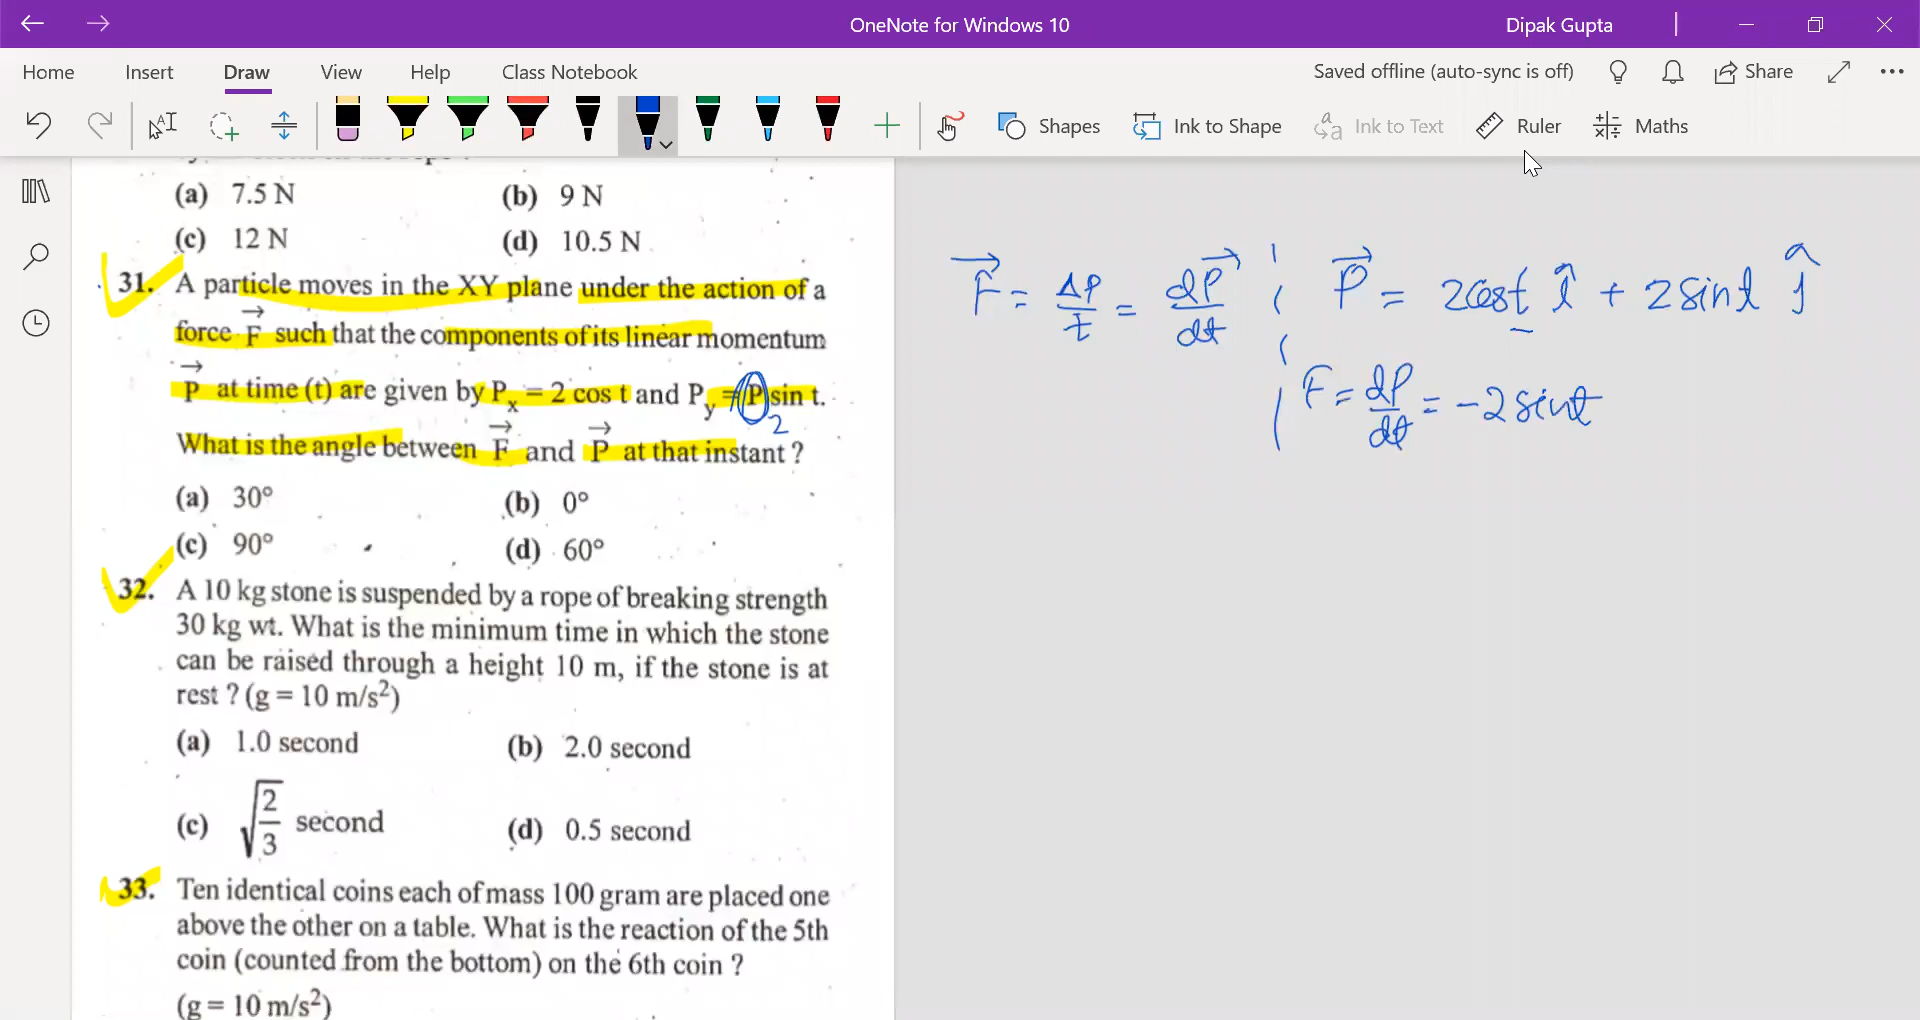 OneNote for Windows 10
Dipak Gupta
Home Insert Draw View Help Class Notebook
Saved offline (auto-sync is off) Share
Shapes Ink to Shape Ink to Text Ruler Maths
(a) 7.5 N (b) 9 N
(c) 12 N (d) 10.5 N
31. A particle moves in the XY plane under the action of a
force F⃗ such that the components of its linear momentum
P⃗ at time (t) are given by Pₓ = 2 cos t and P_y = P sin t.
2
What is the angle between F⃗ and P⃗ at that instant ?
(a) 30° (b) 0°
(c) 90° (d) 60°
32. A 10 kg stone is suspended by a rope of breaking strength
30 kg wt. What is the minimum time in which the stone
can be raised through a height 10 m, if the stone is at
rest ? (g = 10 m/s²)
(a) 1.0 second (b) 2.0 second
(c) √(2/3) second (d) 0.5 second
33. Ten identical coins each of mass 100 gram are placed one
above the other on a table. What is the reaction of the 5th
coin (counted from the bottom) on the 6th coin ?
(g = 10 m/s²)
F⃗ = ΔP/t = dP⃗/dt
P⃗ = 2cost î + 2sint ĵ
F = dP/dt = -2sint